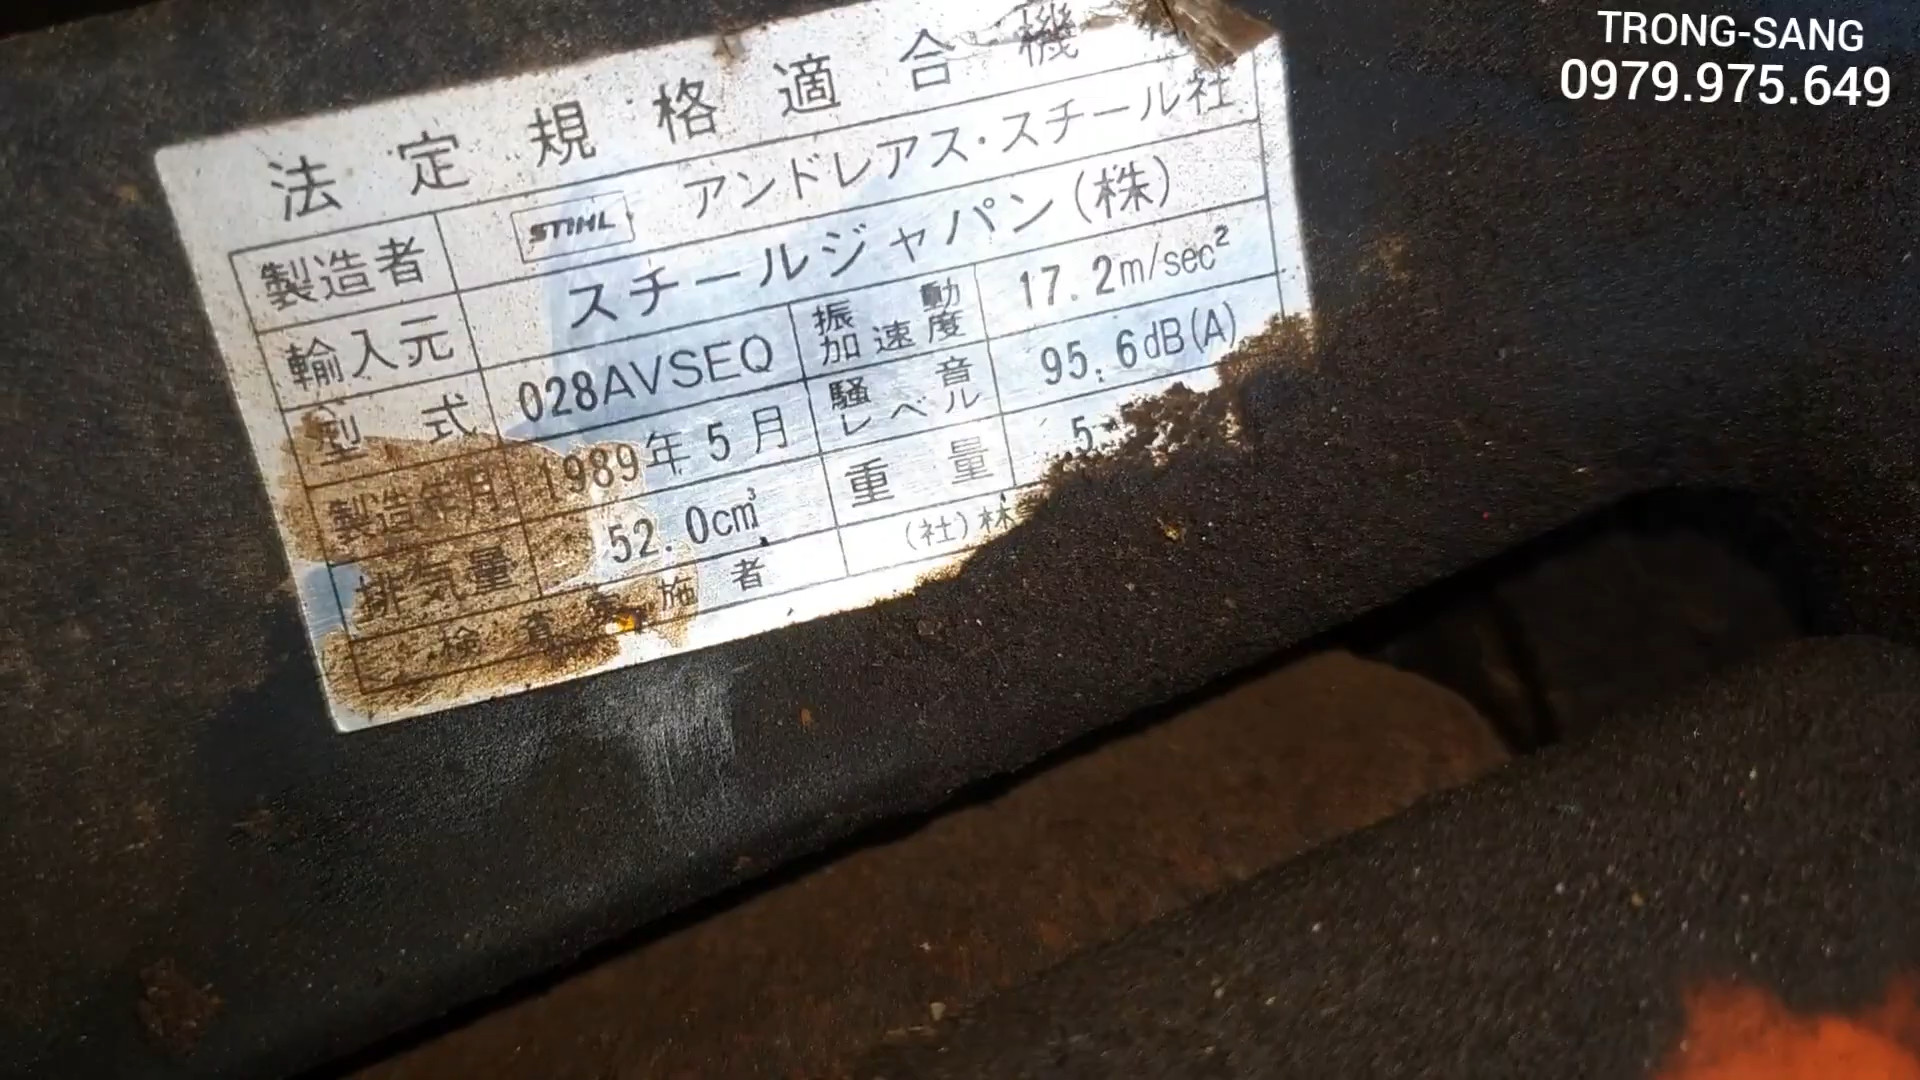 TRONG-SANG
0979.975.649
法定規格適合機
製造者 STIHL アンドレアス・スチール社
輸入元 スチールジャパン(株)
型式 028AVSEQ 振動加速度 17.2m/sec²
製造年月 1989年5月 騒音レベル 95.6dB(A)
排気量 52.0cm³ 重量 5.
検査実施者 (社)林